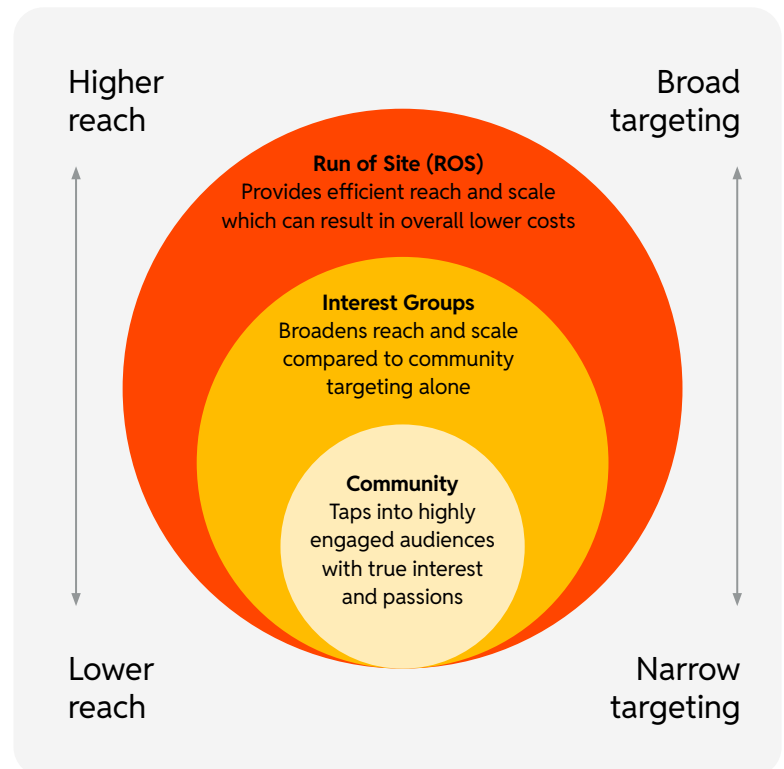 Higher
reach
Broad
targeting
Run of Site (ROS)
Provides efficient reach and scale
which can result in overall lower costs
Interest Groups
Broadens reach and scale
compared to community
targeting alone
Community
Taps into highly
engaged audiences
with true interest
and passions
Lower
reach
Narrow
targeting